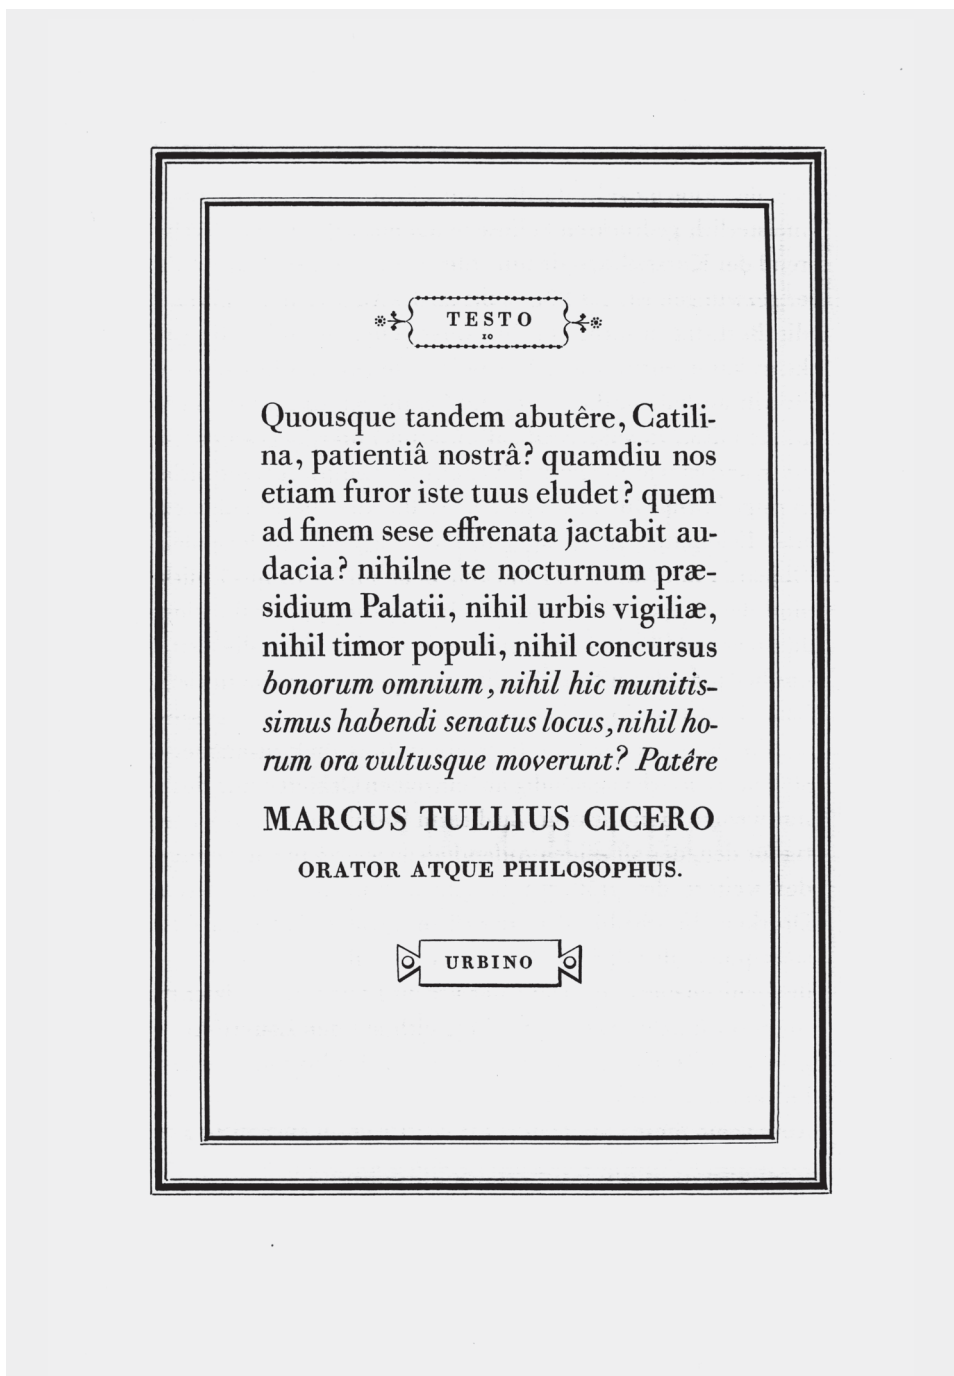 TESTO
10
Quousque tandem abutêre, Catili-
na, patientiâ nostrâ? quamdiu nos
etiam furor iste tuus eludet? quem
ad finem sese effrenata jactabit au-
dacia? nihilne te nocturnum præ-
sidium Palatii, nihil urbis vigiliæ,
nihil timor populi, nihil concursus
bonorum omnium, nihil hic munitis-
simus habendi senatus locus, nihil ho-
rum ora vultusque moverunt? Patêre
MARCUS TULLIUS CICERO
ORATOR ATQUE PHILOSOPHUS.
URBINO